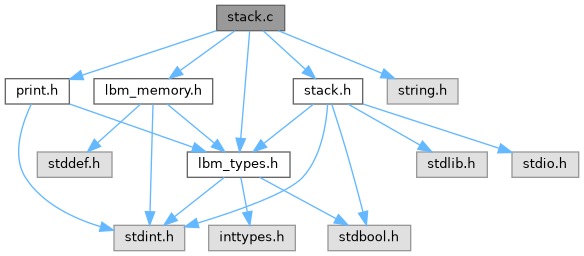 stack.c
print.h
lbm_memory.h
stack.h
string.h
stddef.h
lbm_types.h
stdlib.h
stdio.h
stdint.h
inttypes.h
stdbool.h